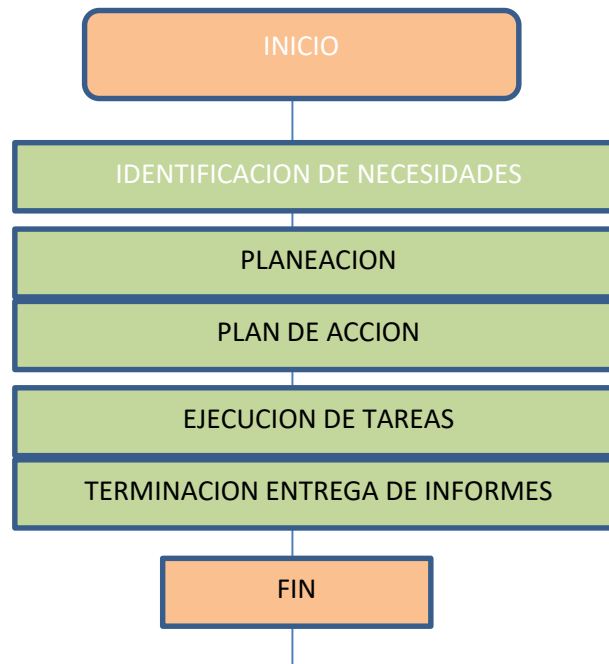 INICIO
IDENTIFICACION DE NECESIDADES
PLANEACION
PLAN DE ACCION
EJECUCION DE TAREAS
TERMINACION ENTREGA DE INFORMES
FIN